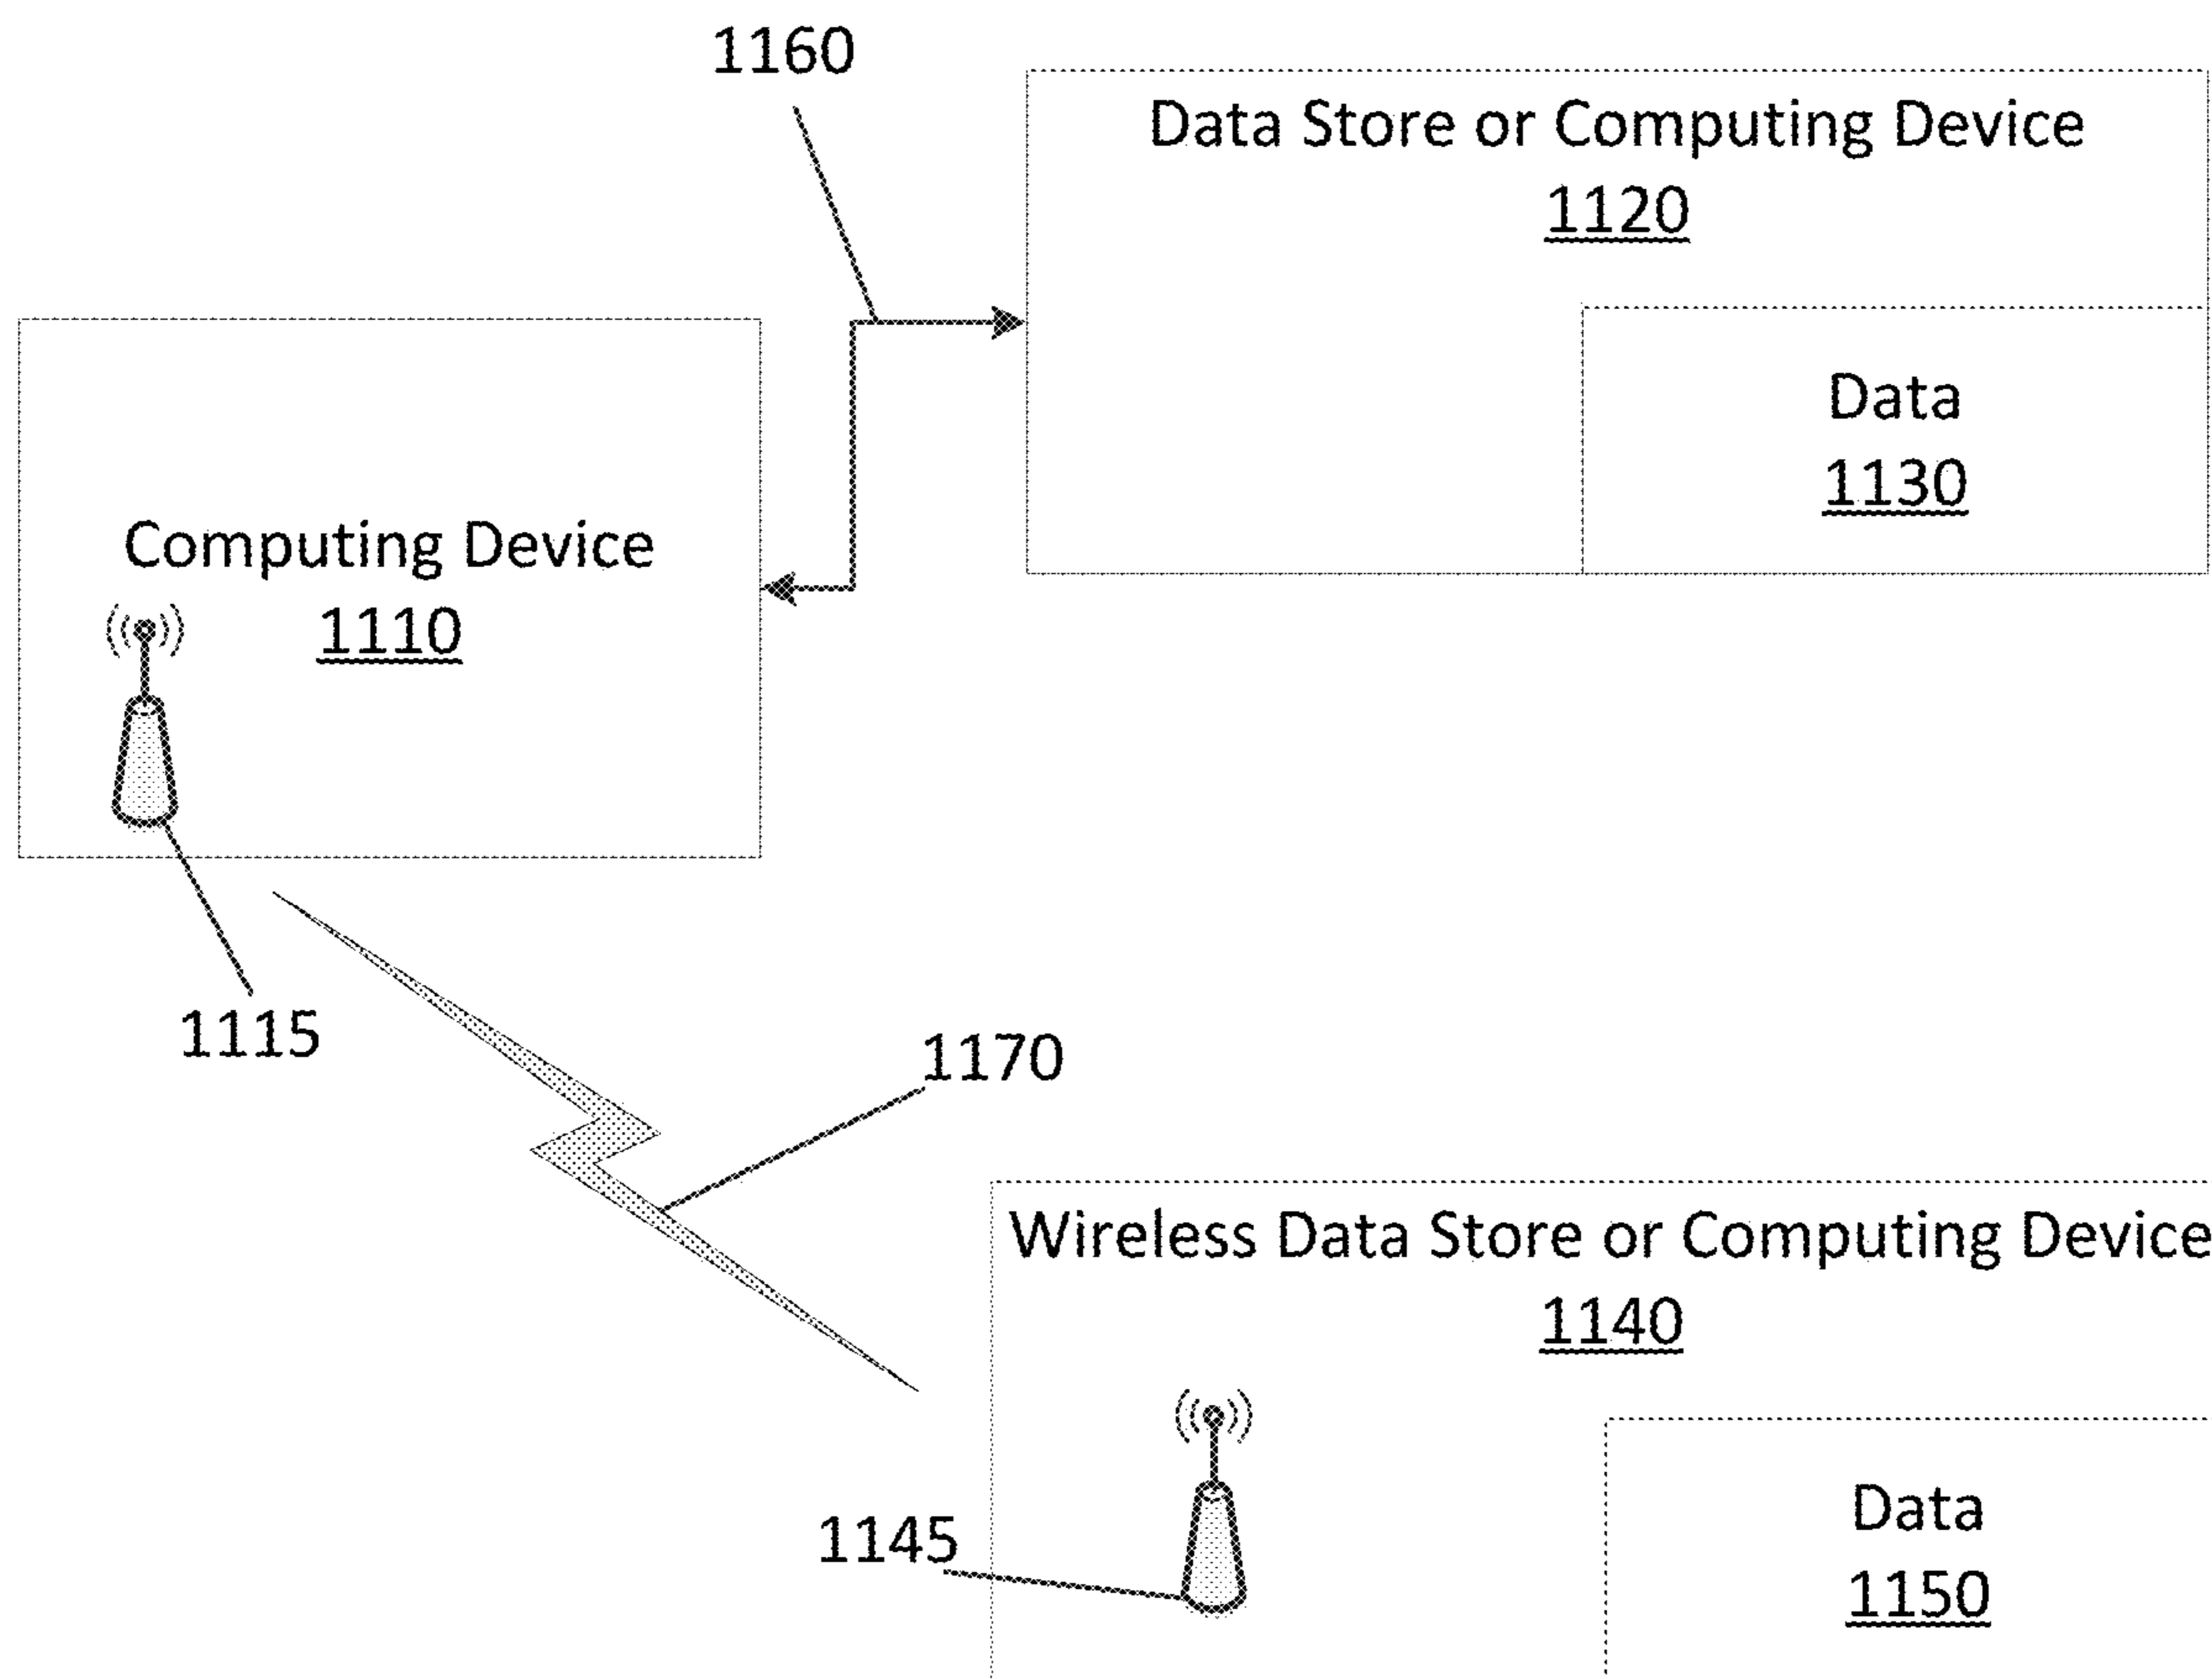 1160
Data Store or Computing Device
1120
Data
1130
Computing Device
1110
1115
1170
Wireless Data Store or Computing Device
1140
1145
Data
1150